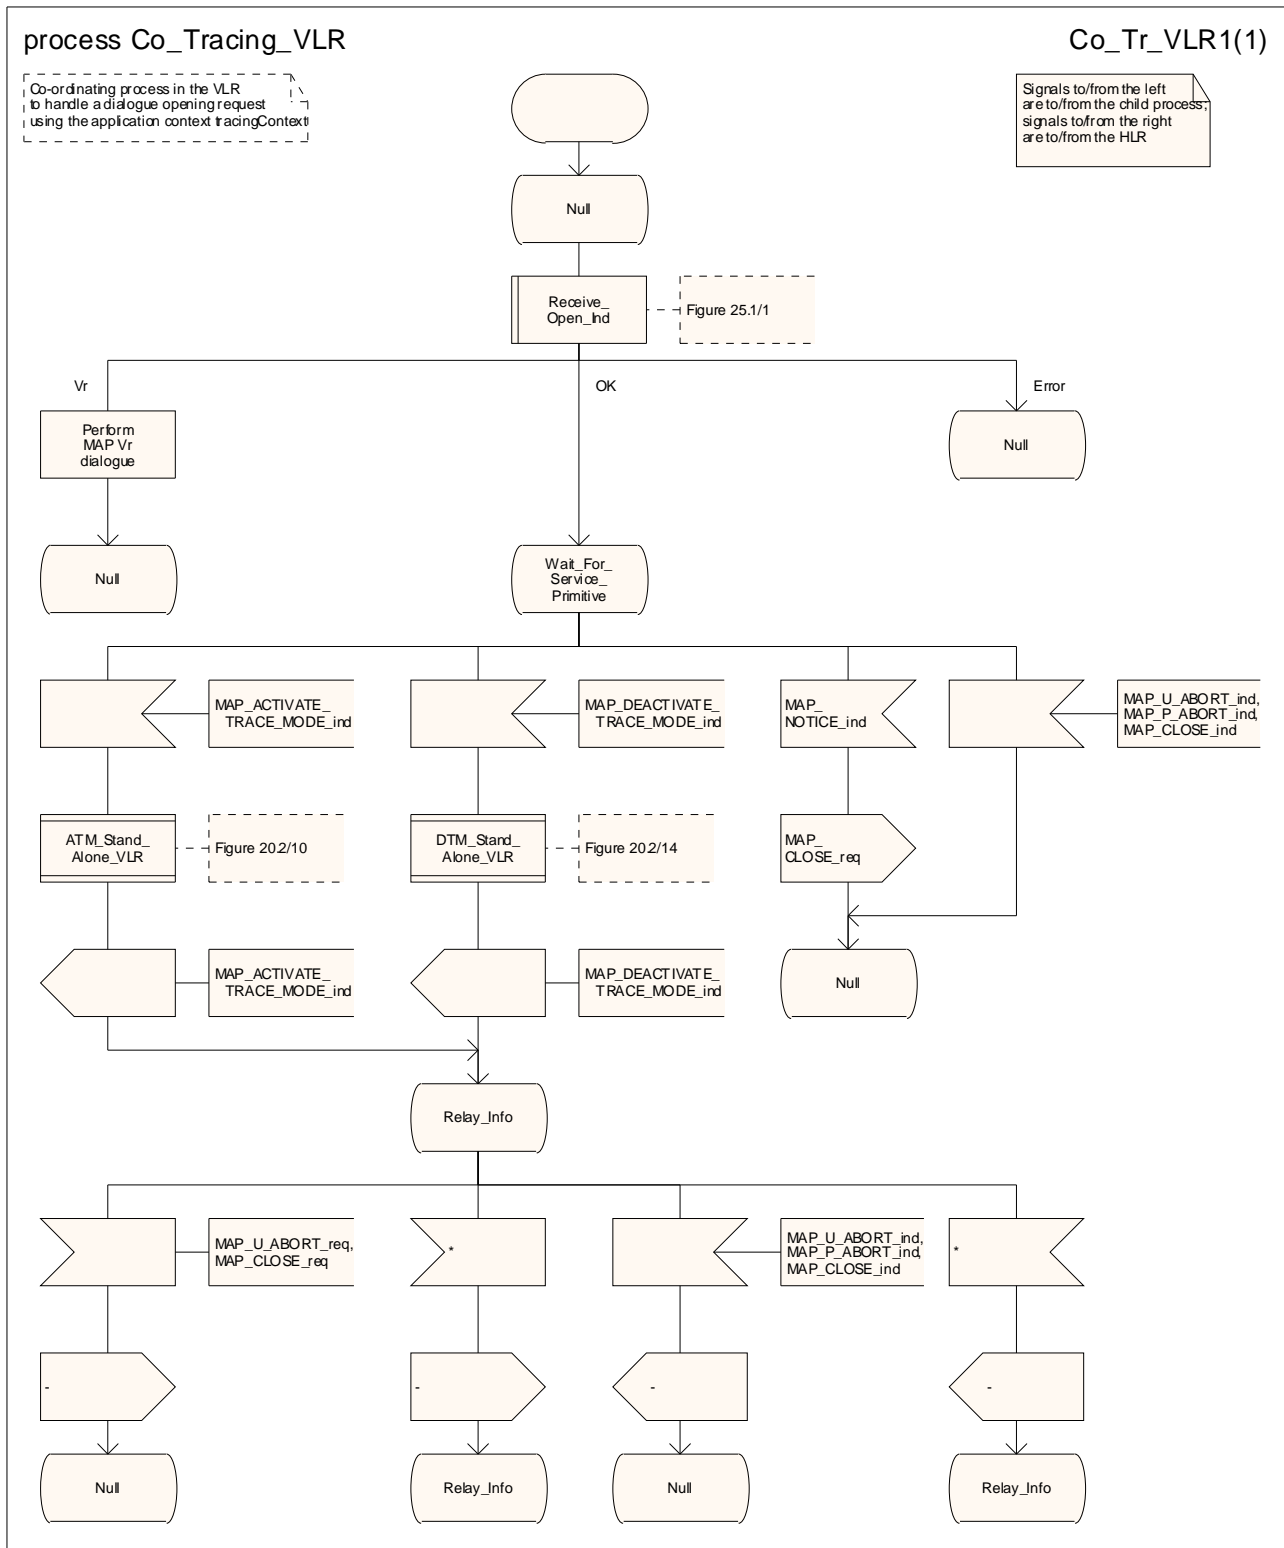 process Co_Tracing_VLR
Co_Tr_VLR1(1)
Co-ordinating process in the VLR
to handle a dialogue opening request
using the application context tracingContext
Signals to/from the left
are to/from the child process;
signals to/from the right
are to/from the HLR
Null
Receive_
Open_Ind
Figure 25.1/1
Vr
OK
Error
Perform
MAP Vr
dialogue
Null
Null
Wait_For_
Service_
Primitive
MAP_ACTIVATE_
TRACE_MODE_ind
MAP_DEACTIVATE_
TRACE_MODE_ind
MAP_
NOTICE_ind
MAP_U_ABORT_ind,
MAP_P_ABORT_ind,
MAP_CLOSE_ind
ATM_Stand_
Alone_VLR
Figure 20.2/10
DTM_Stand_
Alone_VLR
Figure 20.2/14
MAP_
CLOSE_req
MAP_ACTIVATE_
TRACE_MODE_ind
MAP_DEACTIVATE_
TRACE_MODE_ind
Null
Relay_Info
MAP_U_ABORT_req,
MAP_CLOSE_req
*
MAP_U_ABORT_ind,
MAP_P_ABORT_ind,
MAP_CLOSE_ind
*
-
-
-
-
Null
Relay_Info
Null
Relay_Info